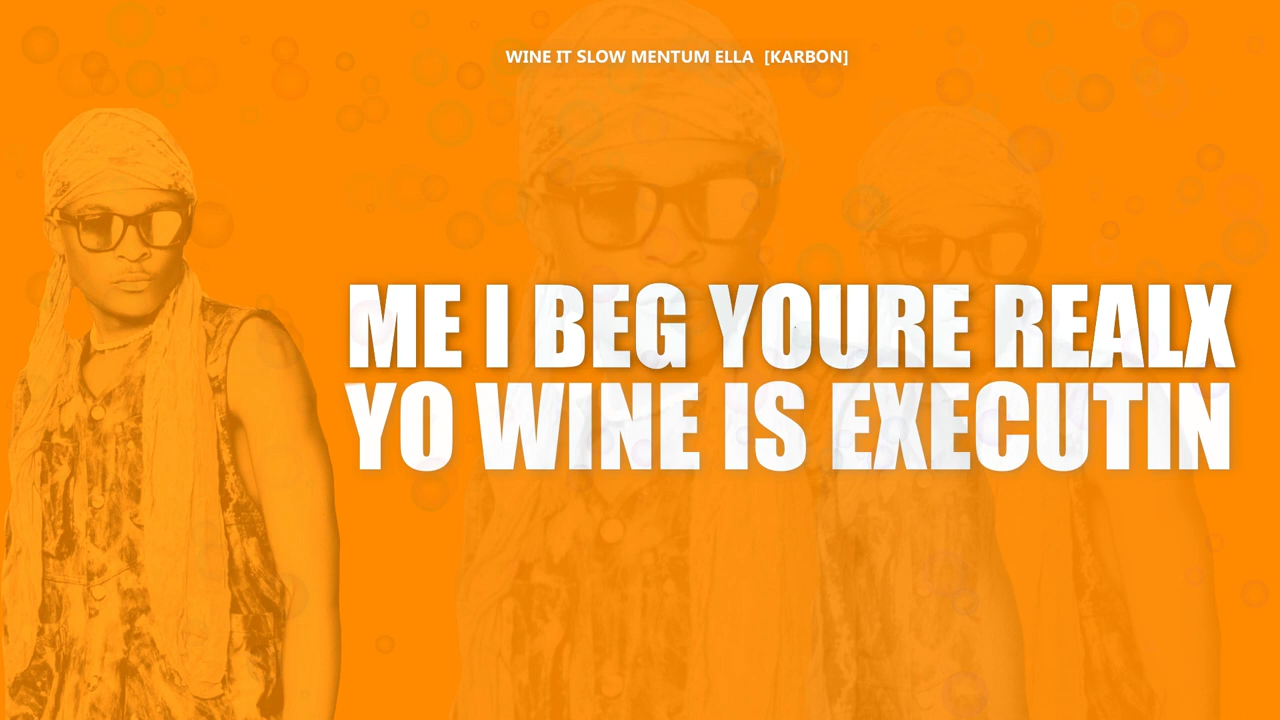 WINE IT SLOW MENTUM ELLA [KARBON]
ME I BEG YOURE REALX
YO WINE IS EXECUTIN